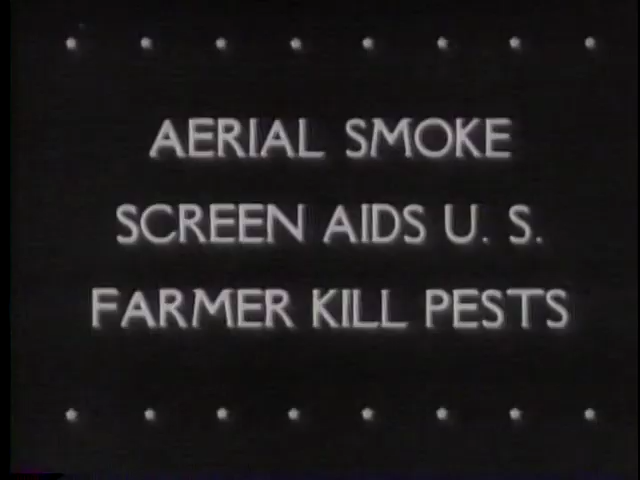 AERIAL SMOKE
SCREEN AIDS U. S.
FARMER KILL PESTS